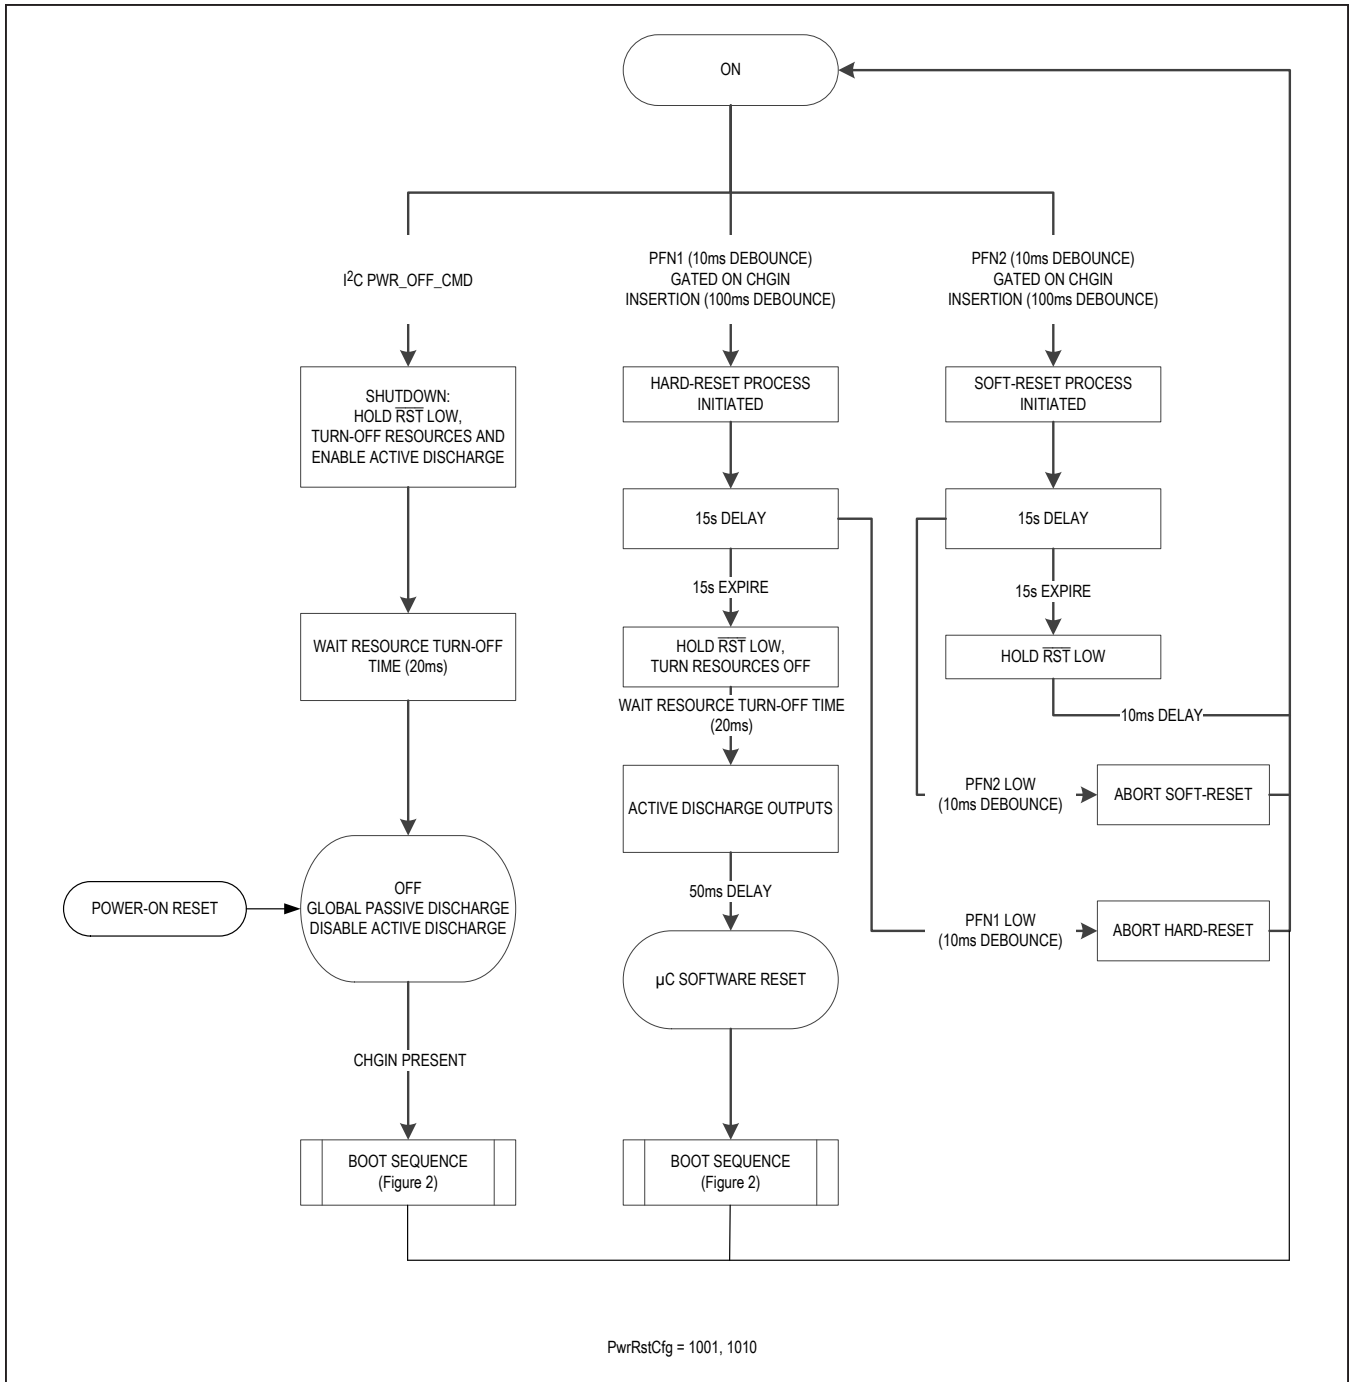 ON
I²C PWR_OFF_CMD
PFN1 (10ms DEBOUNCE)
GATED ON CHGIN
INSERTION (100ms DEBOUNCE)
PFN2 (10ms DEBOUNCE)
GATED ON CHGIN
INSERTION (100ms DEBOUNCE)
SHUTDOWN:
HOLD R̅S̅T̅ LOW,
TURN-OFF RESOURCES AND
ENABLE ACTIVE DISCHARGE
HARD-RESET PROCESS
INITIATED
SOFT-RESET PROCESS
INITIATED
15s DELAY
15s DELAY
15s EXPIRE
15s EXPIRE
WAIT RESOURCE TURN-OFF
TIME (20ms)
HOLD R̅S̅T̅ LOW,
TURN RESOURCES OFF
HOLD R̅S̅T̅ LOW
WAIT RESOURCE TURN-OFF TIME
(20ms)
10ms DELAY
ACTIVE DISCHARGE OUTPUTS
PFN2 LOW
(10ms DEBOUNCE)
ABORT SOFT-RESET
50ms DELAY
POWER-ON RESET
OFF
GLOBAL PASSIVE DISCHARGE
DISABLE ACTIVE DISCHARGE
PFN1 LOW
(10ms DEBOUNCE)
ABORT HARD-RESET
µC SOFTWARE RESET
CHGIN PRESENT
BOOT SEQUENCE
(Figure 2)
BOOT SEQUENCE
(Figure 2)
PwrRstCfg = 1001, 1010